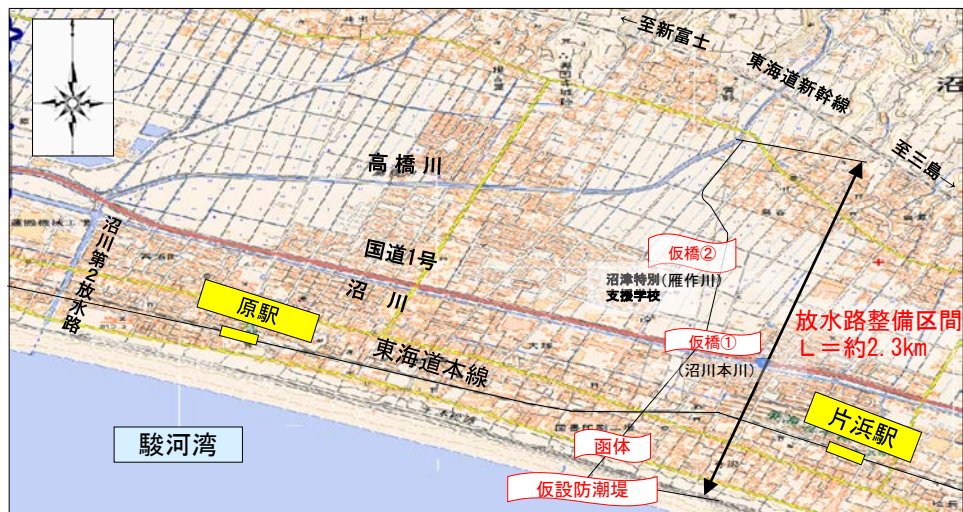 ←至新富士
東海道新幹線
至三島→
沼
高橋川
国道1号
沼川
沼川第2放水路
原駅
東海道本線
仮橋②
沼津特別(雁作川)
支援学校
仮橋①
(沼川本川)
放水路整備区間
L=約2.3km
片浜駅
函体
仮設防潮堤
駿河湾